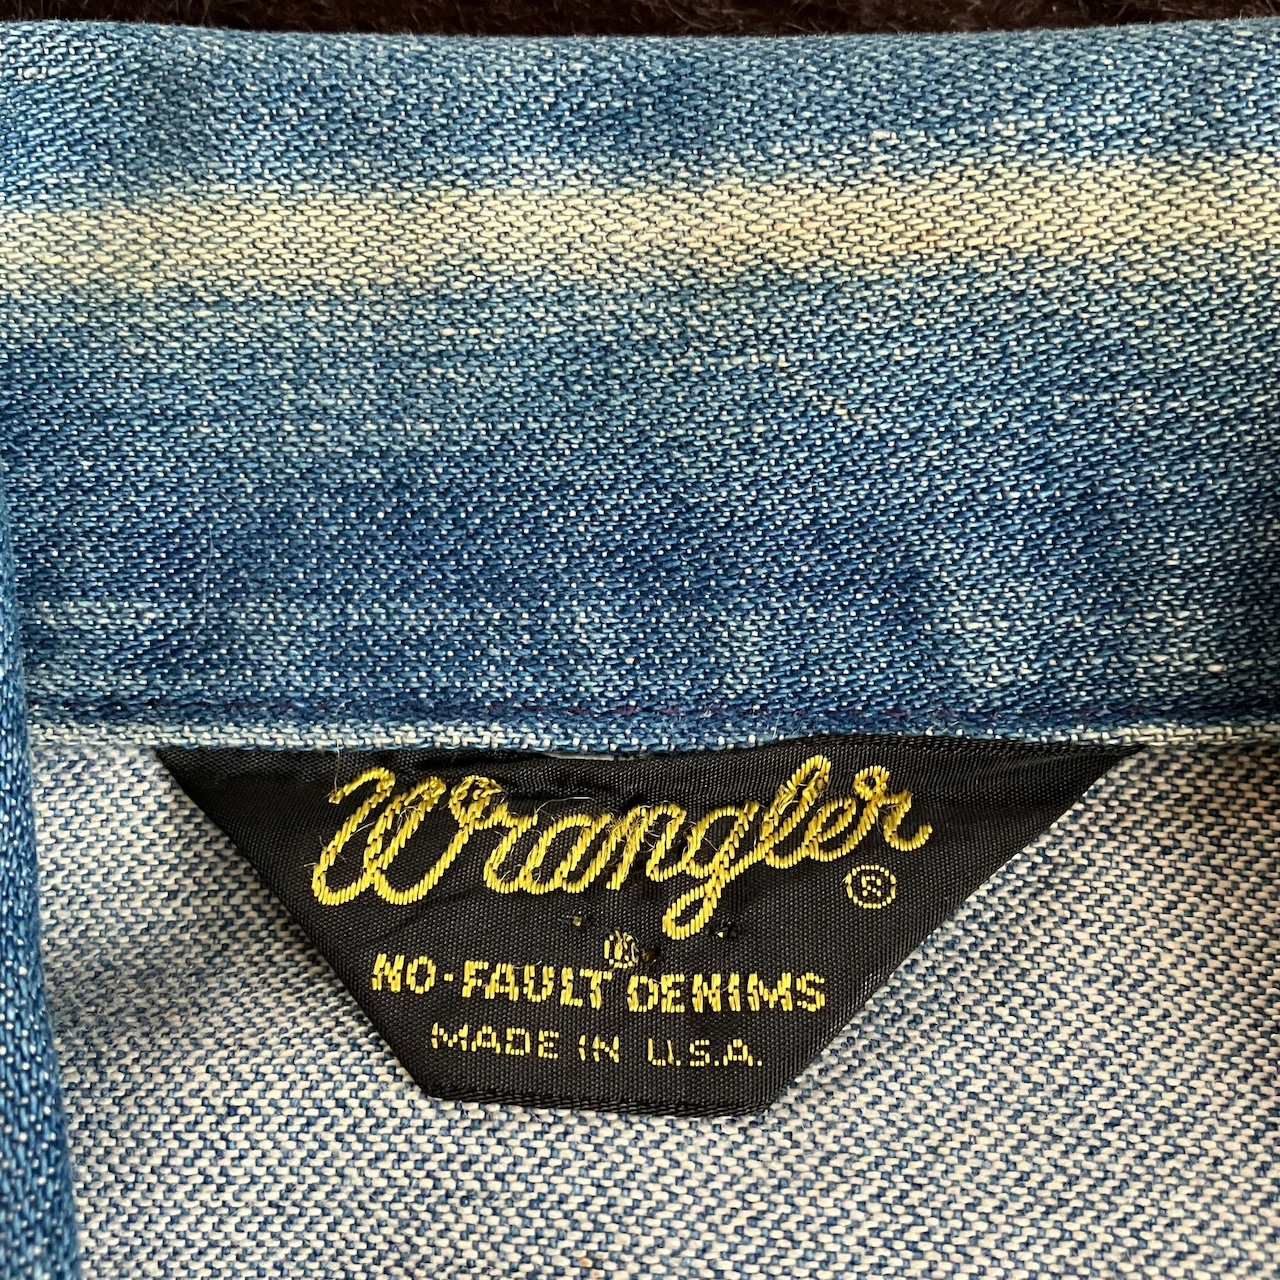 Wrangler ®
NO-FAULT® DENIMS
MADE IN U.S.A.